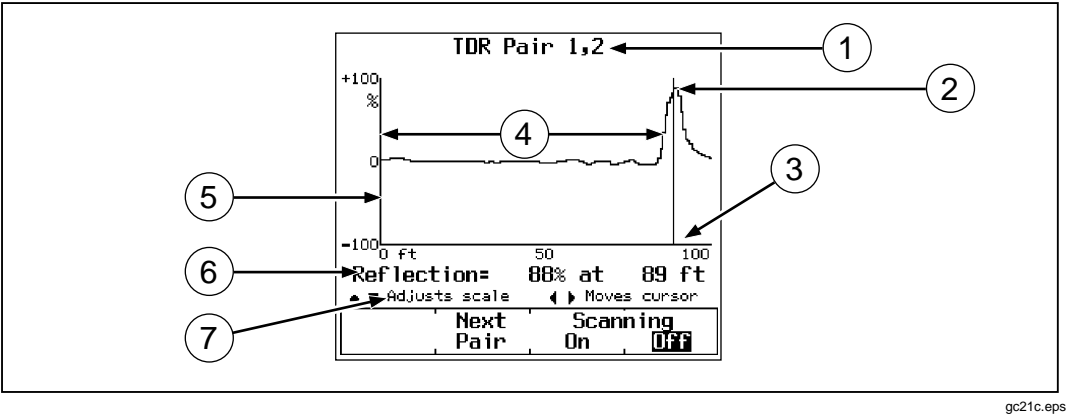 TDR Pair 1,2
1
+100
%
2
4
0
3
5
-100
0 ft 50 100
6
Reflection= 88% at 89 ft
Adjusts scale Moves cursor
7
Next Pair
Scanning
On Off
gc21c.eps